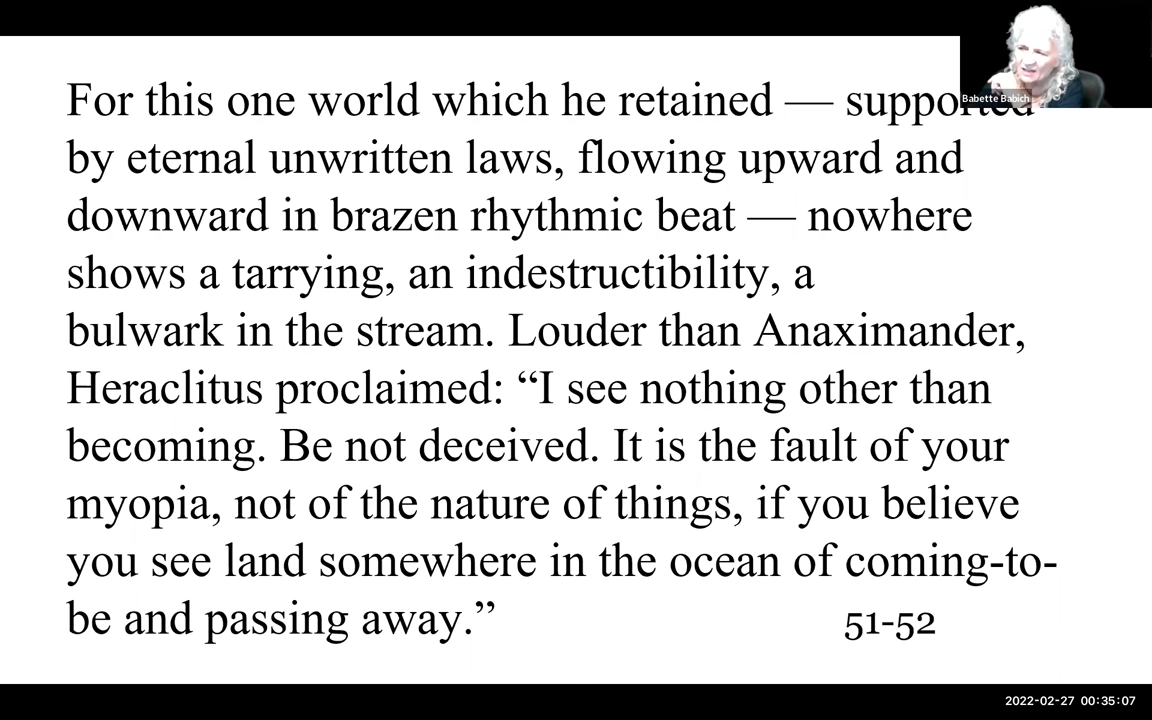 For this one world which he retained — supported
by eternal unwritten laws, flowing upward and
downward in brazen rhythmic beat — nowhere
shows a tarrying, an indestructibility, a
bulwark in the stream. Louder than Anaximander,
Heraclitus proclaimed: “I see nothing other than
becoming. Be not deceived. It is the fault of your
myopia, not of the nature of things, if you believe
you see land somewhere in the ocean of coming-to-
be and passing away.” 51-52
Babette Babich
2022-02-27 00:35:07